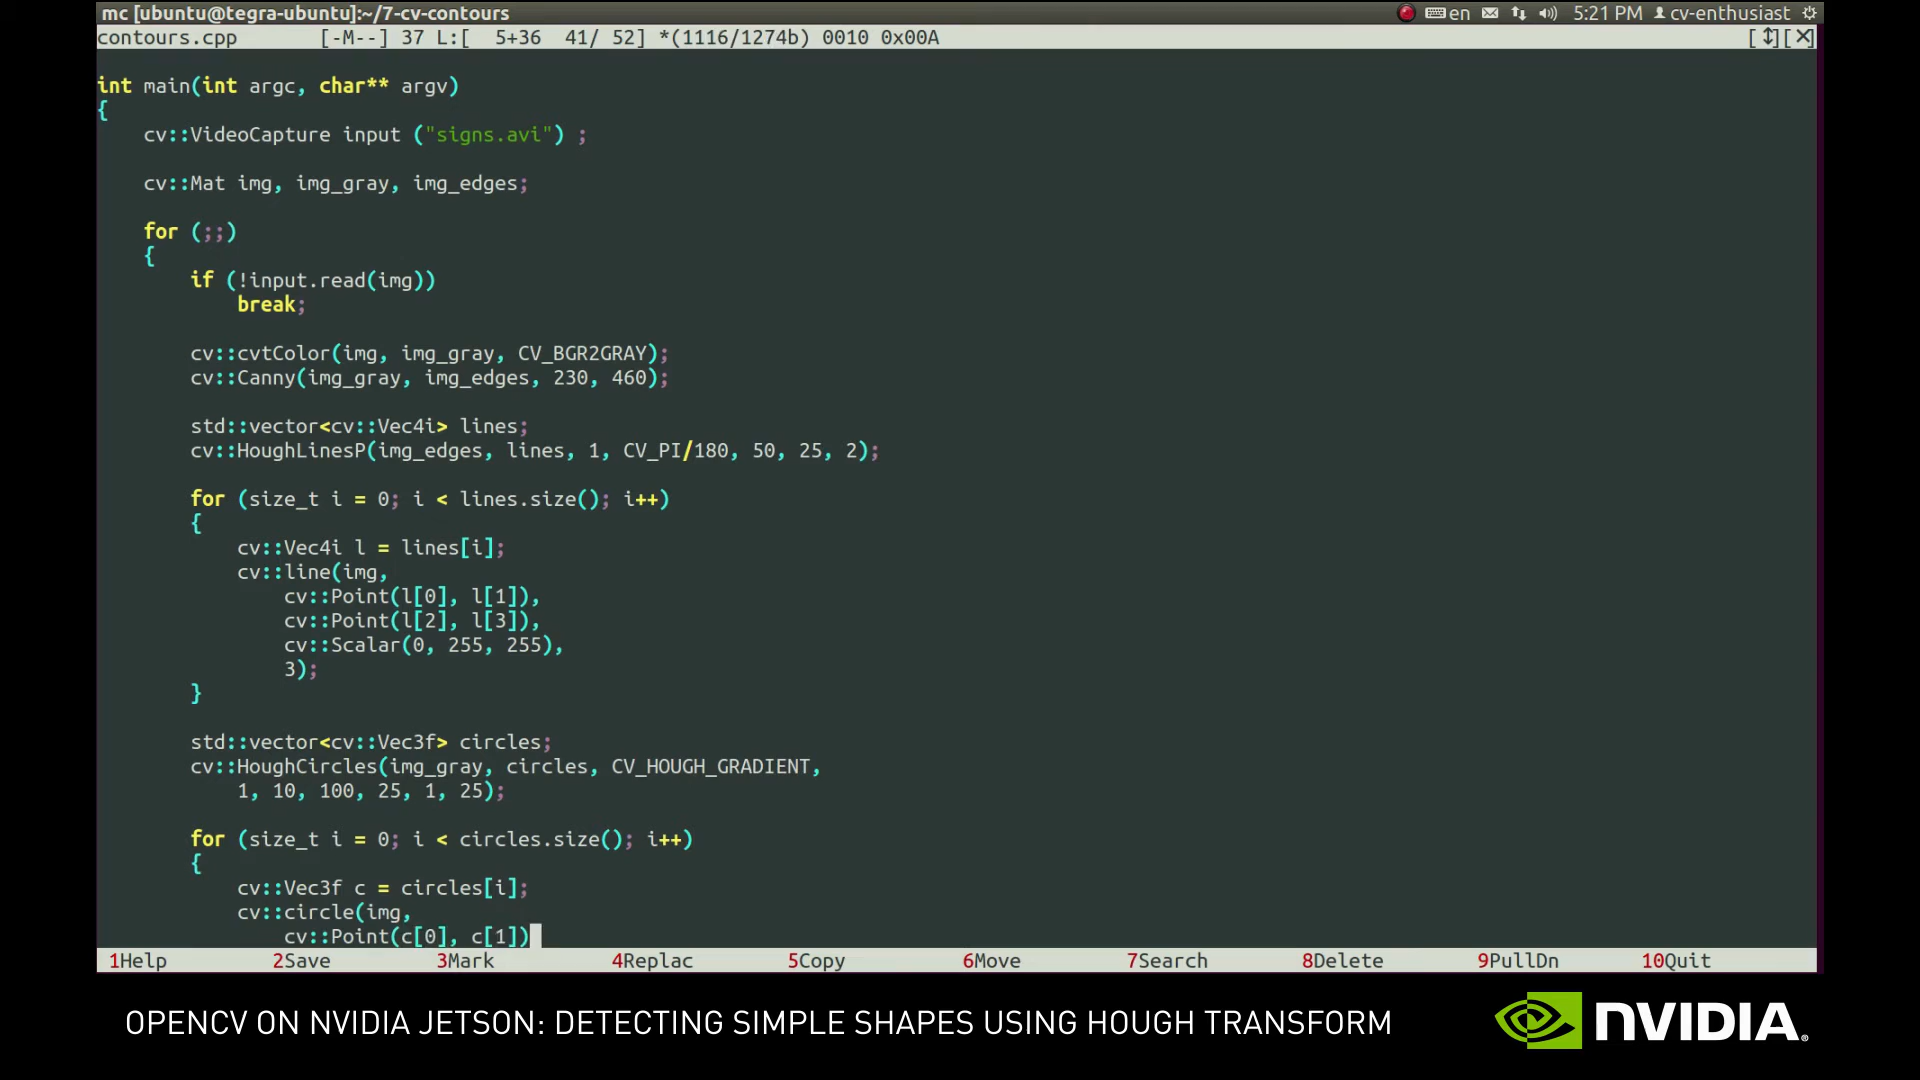 mc [ubuntu@tegra-ubuntu]:~/7-cv-contours en 5:21 PM cv-enthusiast
contours.cpp [-M--] 37 L:[ 5+36 41/ 52] *(1116/1274b) 0010 0x00A [↕][×]
int main(int argc, char** argv)
{
cv::VideoCapture input ("signs.avi") ;
cv::Mat img, img_gray, img_edges;
for (;;)
{
if (!input.read(img))
break;
cv::cvtColor(img, img_gray, CV_BGR2GRAY);
cv::Canny(img_gray, img_edges, 230, 460);
std::vector<cv::Vec4i> lines;
cv::HoughLinesP(img_edges, lines, 1, CV_PI/180, 50, 25, 2);
for (size_t i = 0; i < lines.size(); i++)
{
cv::Vec4i l = lines[i];
cv::line(img,
cv::Point(l[0], l[1]),
cv::Point(l[2], l[3]),
cv::Scalar(0, 255, 255),
3);
}
std::vector<cv::Vec3f> circles;
cv::HoughCircles(img_gray, circles, CV_HOUGH_GRADIENT,
1, 10, 100, 25, 1, 25);
for (size_t i = 0; i < circles.size(); i++)
{
cv::Vec3f c = circles[i];
cv::circle(img,
cv::Point(c[0], c[1])
1Help 2Save 3Mark 4Replac 5Copy 6Move 7Search 8Delete 9PullDn 10Quit
OPENCV ON NVIDIA JETSON: DETECTING SIMPLE SHAPES USING HOUGH TRANSFORM
NVIDIA®